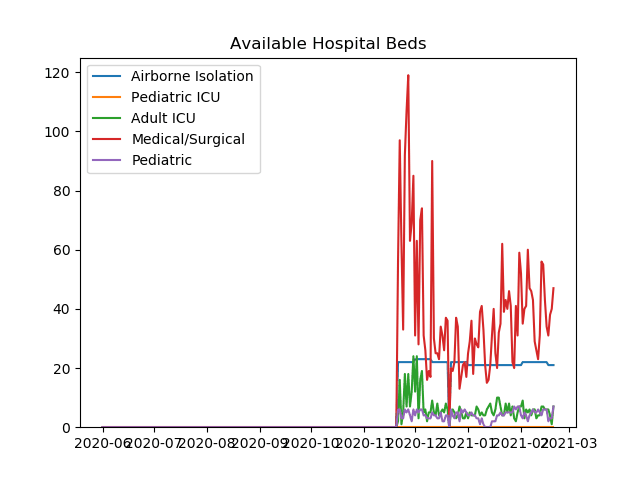 Available Hospital Beds
Airborne Isolation
Pediatric ICU
Adult ICU
Medical/Surgical
Pediatric
120
100
80
60
40
20
0
2020-06 2020-07 2020-08 2020-09 2020-10 2020-11 2020-12 2021-01 2021-02 2021-03